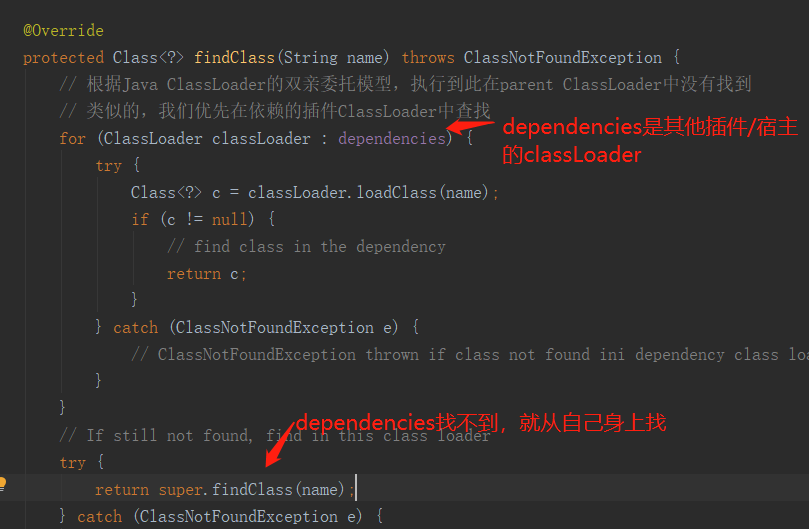 @Override
protected Class<?> findClass(String name) throws ClassNotFoundException {
// 根据Java ClassLoader的双亲委托模型，执行到此在parent ClassLoader中没有找到
// 类似的，我们优先在依赖的插件ClassLoader中查找
for (ClassLoader classLoader : dependencies) {
dependencies是其他插件/宿主
的classLoader
try {
Class<?> c = classLoader.loadClass(name);
if (c != null) {
// find class in the dependency
return c;
}
} catch (ClassNotFoundException e) {
// ClassNotFoundException thrown if class not found ini dependency class loa
}
}
dependencies找不到，就从自己身上找
// If still not found, find in this class loader
try {
return super.findClass(name);
} catch (ClassNotFoundException e) {